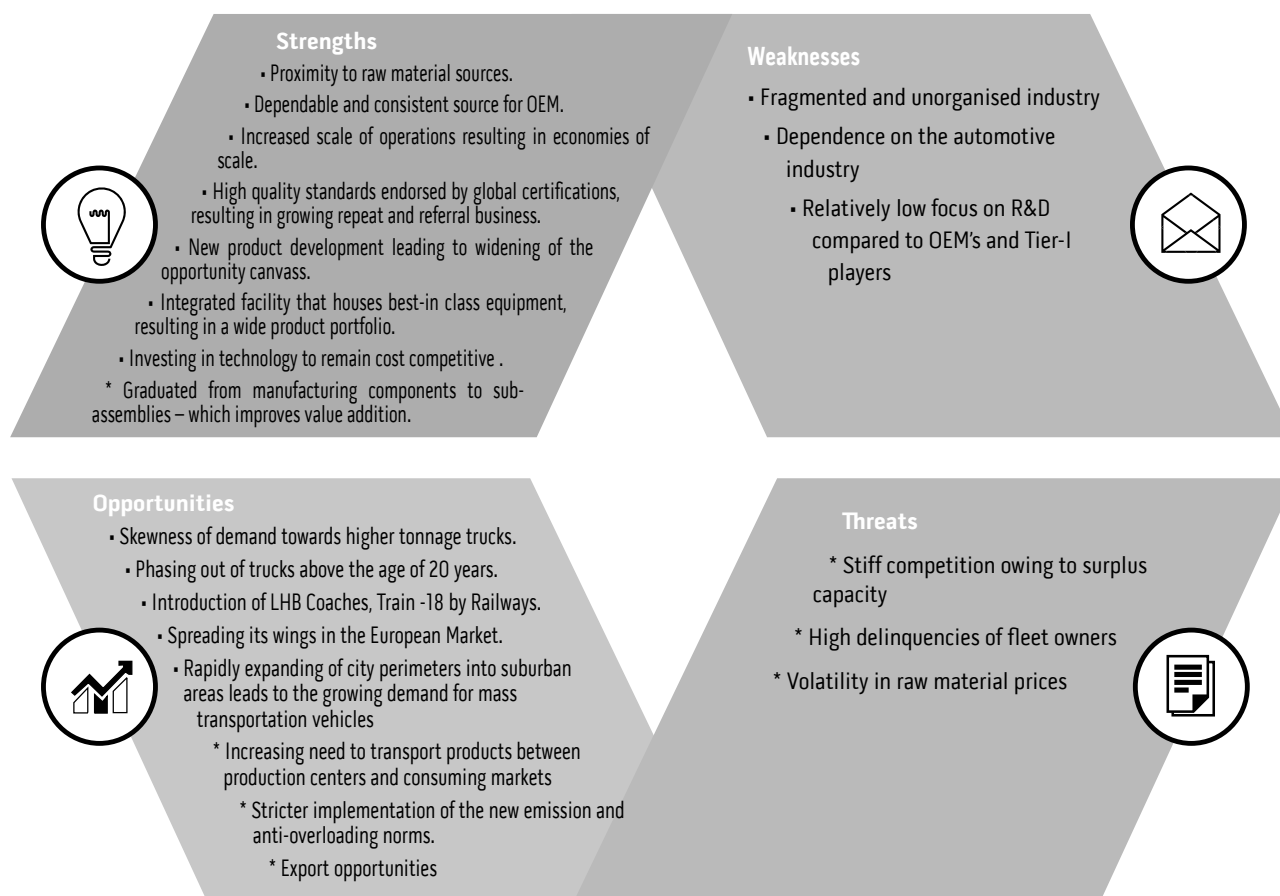 Strengths
▪ Proximity to raw material sources.
▪ Dependable and consistent source for OEM.
▪ Increased scale of operations resulting in economies of
scale.
▪ High quality standards endorsed by global certifications,
resulting in growing repeat and referral business.
▪ New product development leading to widening of the
opportunity canvass.
▪ Integrated facility that houses best-in class equipment,
resulting in a wide product portfolio.
▪ Investing in technology to remain cost competitive .
* Graduated from manufacturing components to sub-
assemblies – which improves value addition.
Weaknesses
▪ Fragmented and unorganised industry
▪ Dependence on the automotive
industry
▪ Relatively low focus on R&D
compared to OEM's and Tier-I
players
Opportunities
▪ Skewness of demand towards higher tonnage trucks.
▪ Phasing out of trucks above the age of 20 years.
▪ Introduction of LHB Coaches, Train -18 by Railways.
▪ Spreading its wings in the European Market.
▪ Rapidly expanding of city perimeters into suburban
areas leads to the growing demand for mass
transportation vehicles
* Increasing need to transport products between
production centers and consuming markets
* Stricter implementation of the new emission and
anti-overloading norms.
* Export opportunities
Threats
* Stiff competition owing to surplus
capacity
* High delinquencies of fleet owners
* Volatility in raw material prices